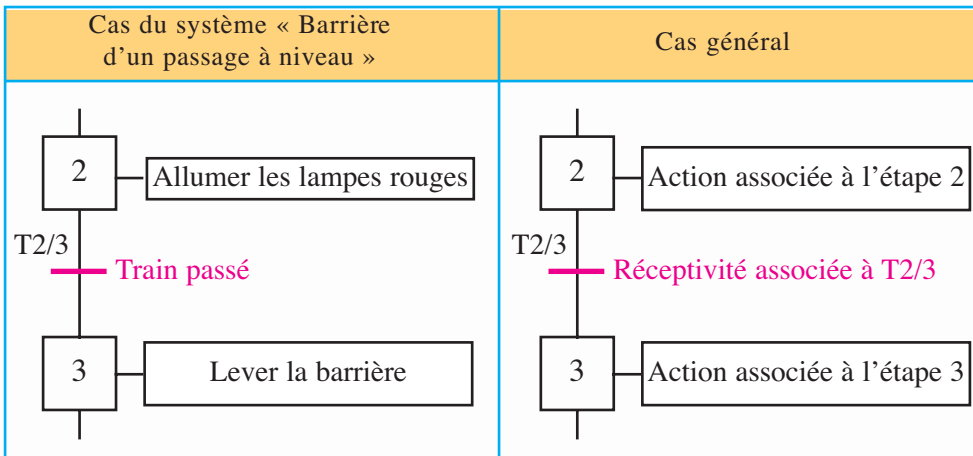 Cas du système « Barrière
d'un passage à niveau »
Cas général
2
Allumer les lampes rouges
T2/3
Train passé
3
Lever la barrière
2
Action associée à l'étape 2
T2/3
Réceptivité associée à T2/3
3
Action associée à l'étape 3